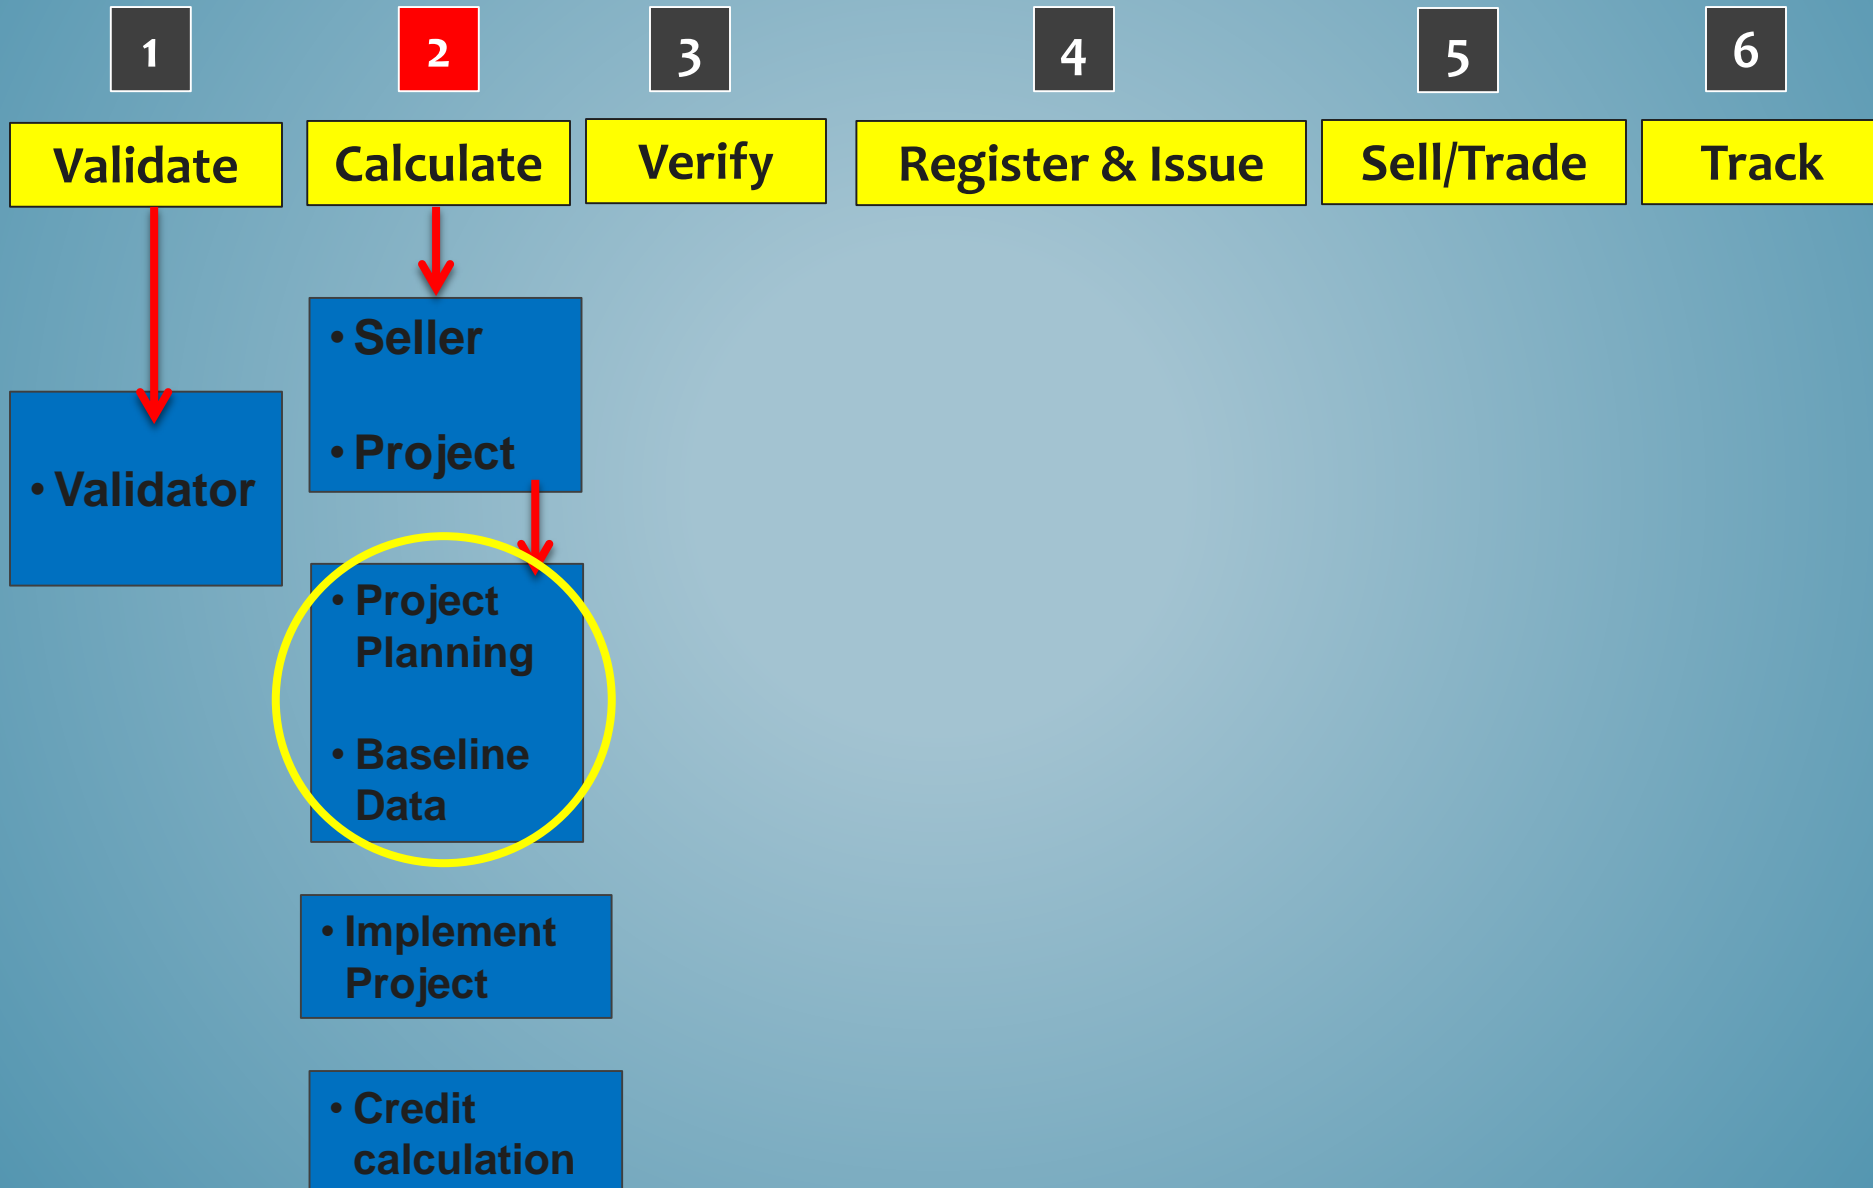 1
2
3
4
5
6
Validate
Calculate
Verify
Register & Issue
Sell/Trade
Track
• Seller
• Project
• Validator
• Project
Planning
• Baseline
Data
• Implement
Project
• Credit
calculation